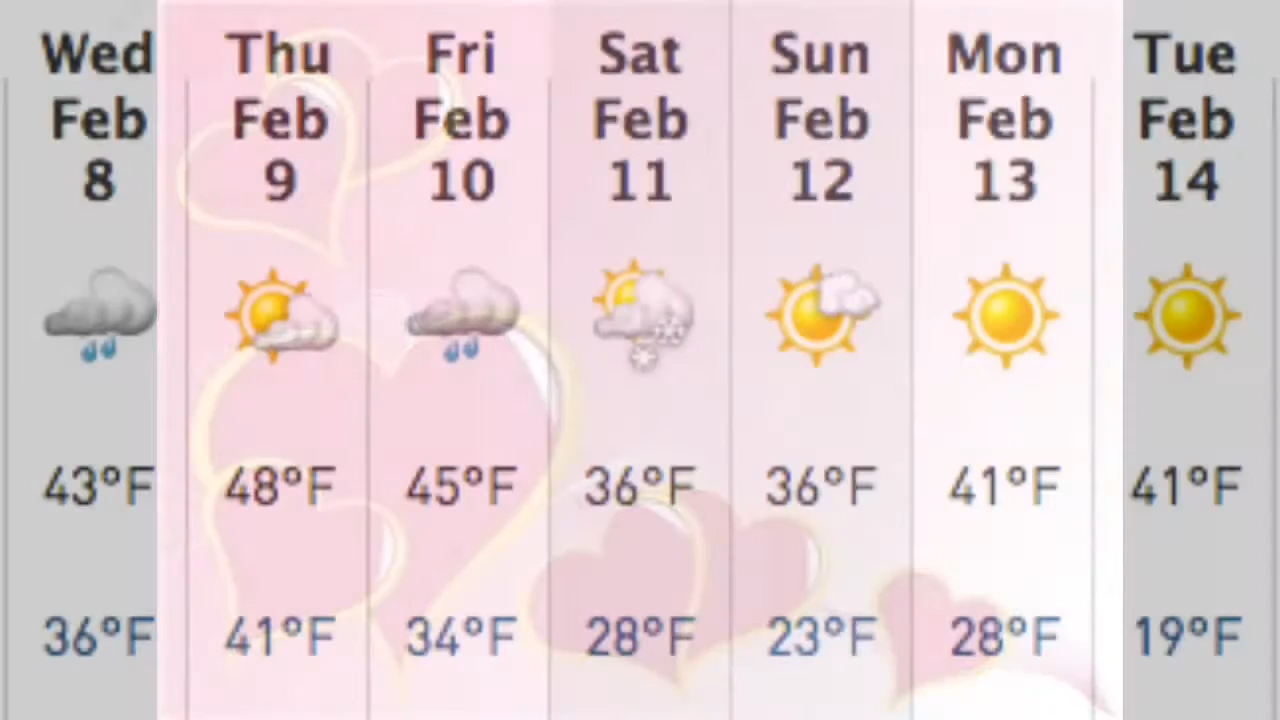 Wed Thu Fri Sat Sun Mon Tue
Feb Feb Feb Feb Feb Feb Feb
8 9 10 11 12 13 14
43°F 48°F 45°F 36°F 36°F 41°F 41°F
36°F 41°F 34°F 28°F 23°F 28°F 19°F